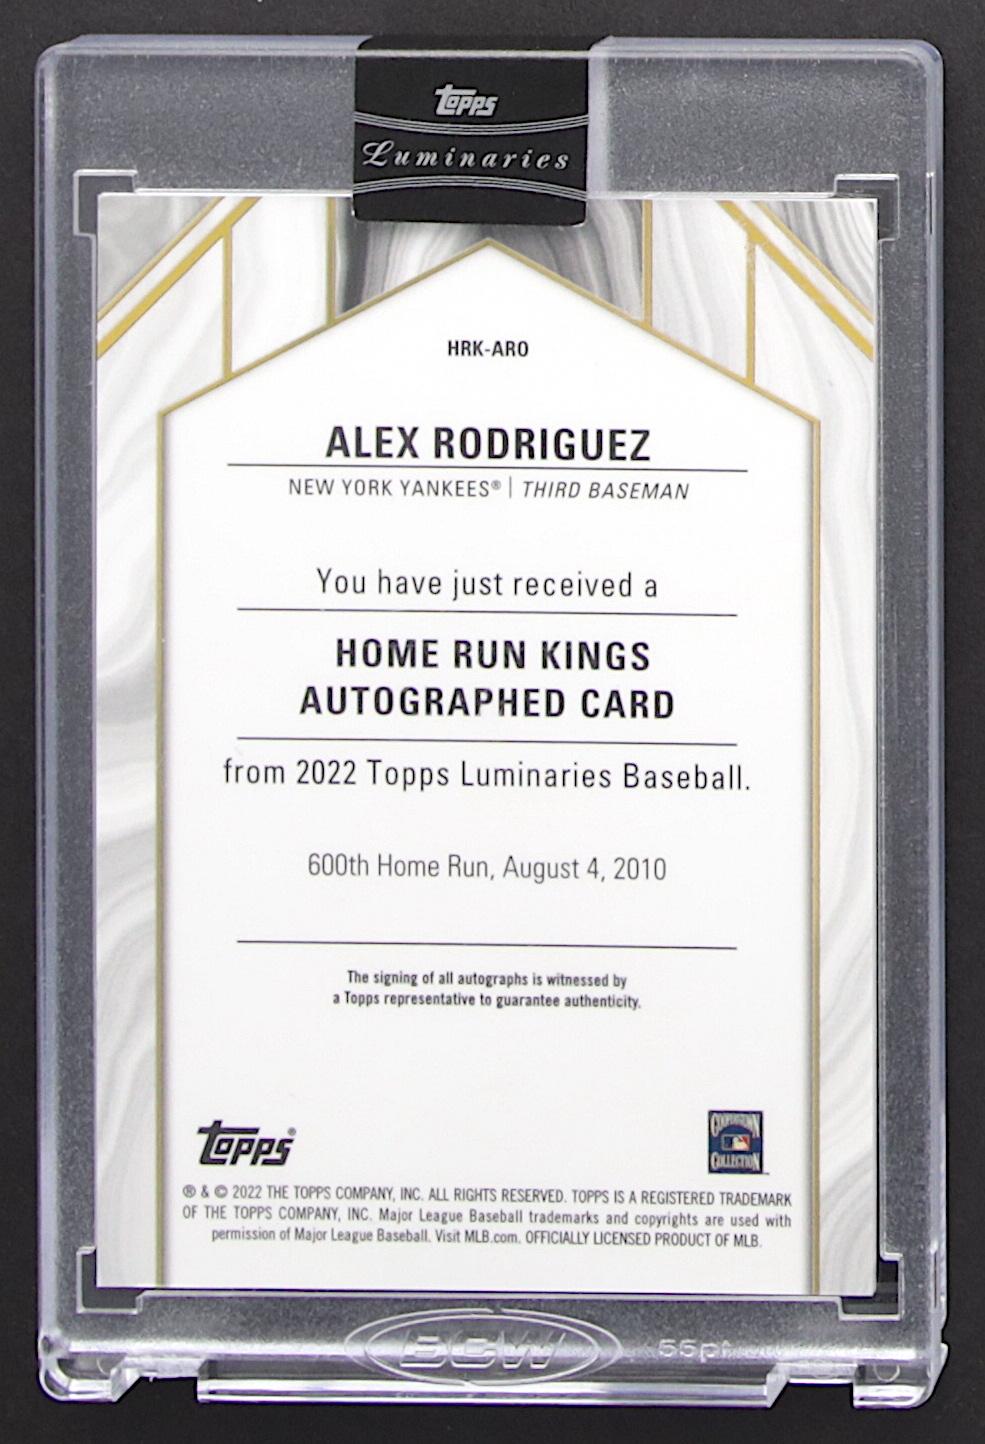 Topps
Luminaries
HRK-ARO
ALEX RODRIGUEZ
NEW YORK YANKEES® | THIRD BASEMAN
You have just received a
HOME RUN KINGS
AUTOGRAPHED CARD
from 2022 Topps Luminaries Baseball.
600th Home Run, August 4, 2010
The signing of all autographs is witnessed by
a Topps representative to guarantee authenticity.
Topps®
COOPERSTOWN
COLLECTION
® & © 2022 THE TOPPS COMPANY, INC. ALL RIGHTS RESERVED. TOPPS IS A REGISTERED TRADEMARK
OF THE TOPPS COMPANY, INC. Major League Baseball trademarks and copyrights are used with
permission of Major League Baseball. Visit MLB.com. OFFICIALLY LICENSED PRODUCT OF MLB.
BCW
55pt